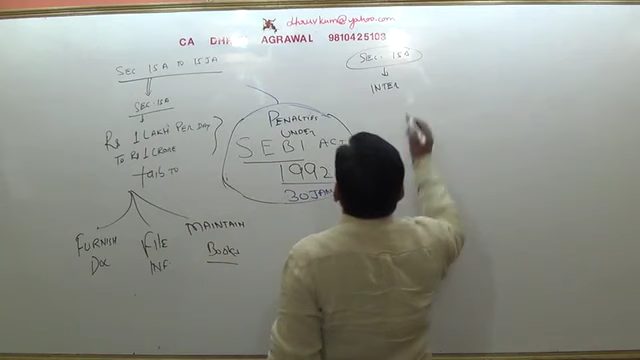 dhruvkum@yahoo.com
CA DH AGRAWAL 9810425103
SEC 15A TO 15JA
SEC. 15A
Rs 1 LAKH PER DAY
TO Rs 1 CRORE
fails TO
FURNISH
DOC
FILE
INF
MAINTAIN
Books
PENALTIES
UNDER
SEBI ACT
1992
30 JAN
SEC. 15B
INTER